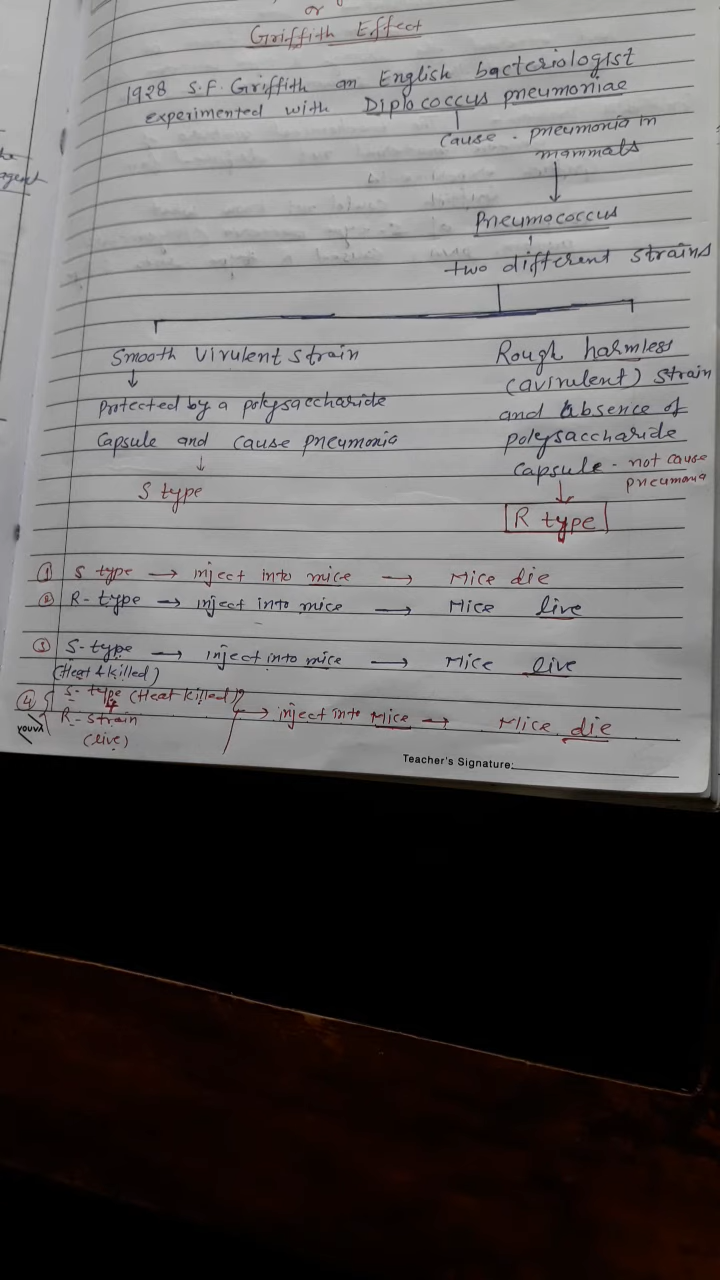 or
Griffith Effect
1928 S.F. Griffith an English bacteriologist
experimented with Diplococcus pneumoniae
cause - pneumonia in
mammals
Pneumococcus
two different strains
Smooth Virulent strain
Protected by a polysaccharide
Capsule and cause pneumonia
S type
Rough harmless
(avirulent) strain
and absence of
polysaccharide
Capsule - not cause
pneumonia
R type
① S type → inject into mice → Mice die
② R-type → inject into mice → Mice live
③ S-type → inject into mice → Mice live
(Heat killed)
④ S-type (Heat killed)
R-strain → inject into Mice → Mice die
(live)
YOUVA
Teacher's Signature:
agent